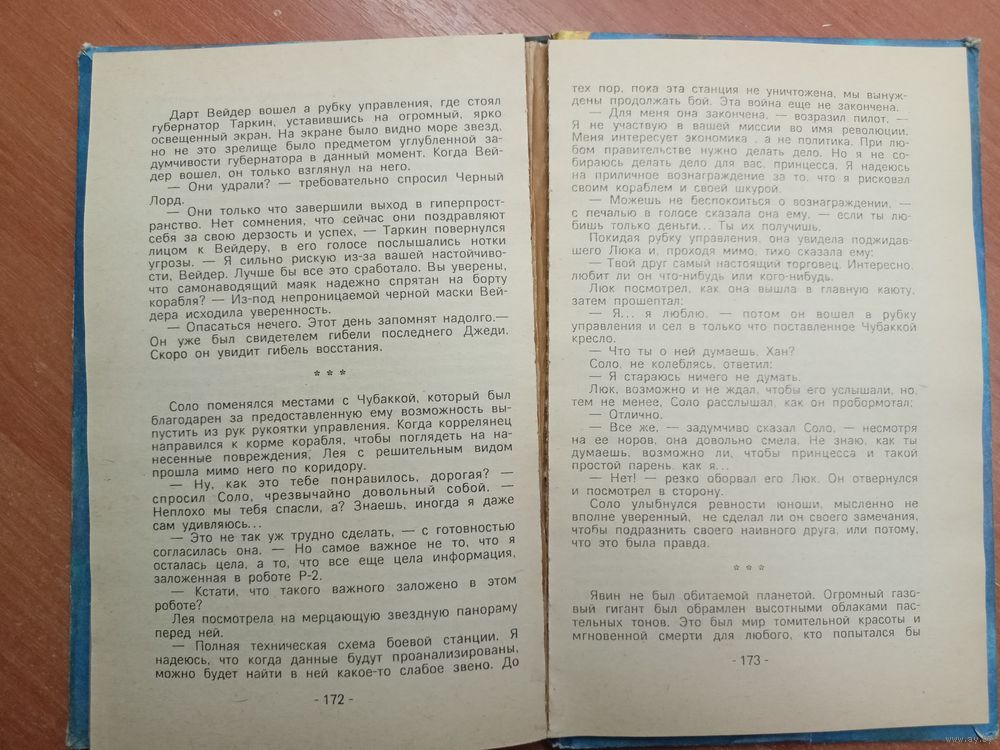 Дарт Вейдер вошел а рубку управления, где стоял
губернатор Таркин, уставившись на огромный, ярко
освещенный экран. На экране было видно море звезд,
но не это зрелище было предметом углубленной за-
думчивости губернатора в данный момент. Когда Вей-
дер вошел, он только взглянул на него.
— Они удрали? — требовательно спросил Черный
Лорд.
— Они только что завершили выход в гиперпрост-
ранство. Нет сомнения, что сейчас они поздравляют
себя за свою дерзость и успех, — Таркин повернулся
лицом к Вейдеру, в его голосе послышались нотки
угрозы. — Я сильно рискую из-за вашей настойчиво-
сти, Вейдер. Лучше бы все это сработало. Вы уверены,
что самонаводящий маяк надежно спрятан на борту
корабля? — Из-под непроницаемой черной маски Вей-
дера исходила уверенность.
— Опасаться нечего. Этот день запомнят надолго.—
Он уже был свидетелем гибели последнего Джеди.
Скоро он увидит гибель восстания.
* * *
Соло поменялся местами с Чубаккой, который был
благодарен за предоставленную ему возможность вы-
пустить из рук рукоятки управления. Когда коррелянец
направился к корме корабля, чтобы поглядеть на на-
несенные повреждения, Лея с решительным видом
прошла мимо него по коридору.
— Ну, как это тебе понравилось, дорогая? —
спросил Соло, чрезвычайно довольный собой. —
Неплохо мы тебя спасли, а? Знаешь, иногда я даже
сам удивляюсь...
— Это не так уж трудно сделать, — с готовностью
согласилась она. — Но самое важное не то, что я
осталась цела, а то, что все еще цела информация,
заложенная в роботе Р-2.
— Кстати, что такого важного заложено в этом
роботе?
Лея посмотрела на мерцающую звездную панораму
перед ней.
— Полная техническая схема боевой станции. Я
надеюсь, что когда данные будут проанализированы,
можно будет найти в ней какое-то слабое звено. До
- 172 -
тех пор, пока эта станция не уничтожена, мы вынуж-
дены продолжать бой. Эта война еще не закончена.
— Для меня она закончена, — возразил пилот. —
Я не участвую в вашей миссии во имя революции.
Меня интересует экономика , а не политика. При лю-
бом правительстве нужно делать дело. Но я не со-
бираюсь делать дело для вас, принцесса. Я надеюсь
на приличное вознаграждение за то, что я рисковал
своим кораблем и своей шкурой.
— Можешь не беспокоиться о вознаграждении, —
с печалью в голосе сказала она ему, — если ты лю-
бишь только деньги... Ты их получишь.
Покидая рубку управления, она увидела поджидав-
шего Люка и, проходя мимо, тихо сказала ему:
— Твой друг самый настоящий торговец. Интересно,
любит ли он что-нибудь или кого-нибудь.
Люк посмотрел, как она вышла в главную каюту,
затем прошептал:
— Я... я люблю, — потом он вошел в рубку
управления и сел в только что поставленное Чубаккой
кресло.
— Что ты о ней думаешь, Хан?
Соло, не колеблясь, ответил:
— Я стараюсь ничего не думать.
Люк, возможно и не ждал, чтобы его услышали, но,
тем не менее, Соло расслышал, как он пробормотал:
— Отлично.
— Все же, — задумчиво сказал Соло, — несмотря
на ее норов, она довольно смела. Не знаю, как ты
думаешь, возможно ли, чтобы принцесса и такой
простой парень, как я...
— Нет! — резко оборвал его Люк. Он отвернулся
и посмотрел в сторону.
Соло улыбнулся ревности юноши, мысленно не
вполне уверенный, не сделал ли он своего замечания,
чтобы подразнить своего наивного друга, или потому,
что это была правда.
* * *
Явин не был обитаемой планетой. Огромный газо-
вый гигант был обрамлен высотными облаками пас-
тельных тонов. Это был мир томительной красоты и
мгновенной смерти для любого, кто попытался бы
- 173 -
www.ay.by